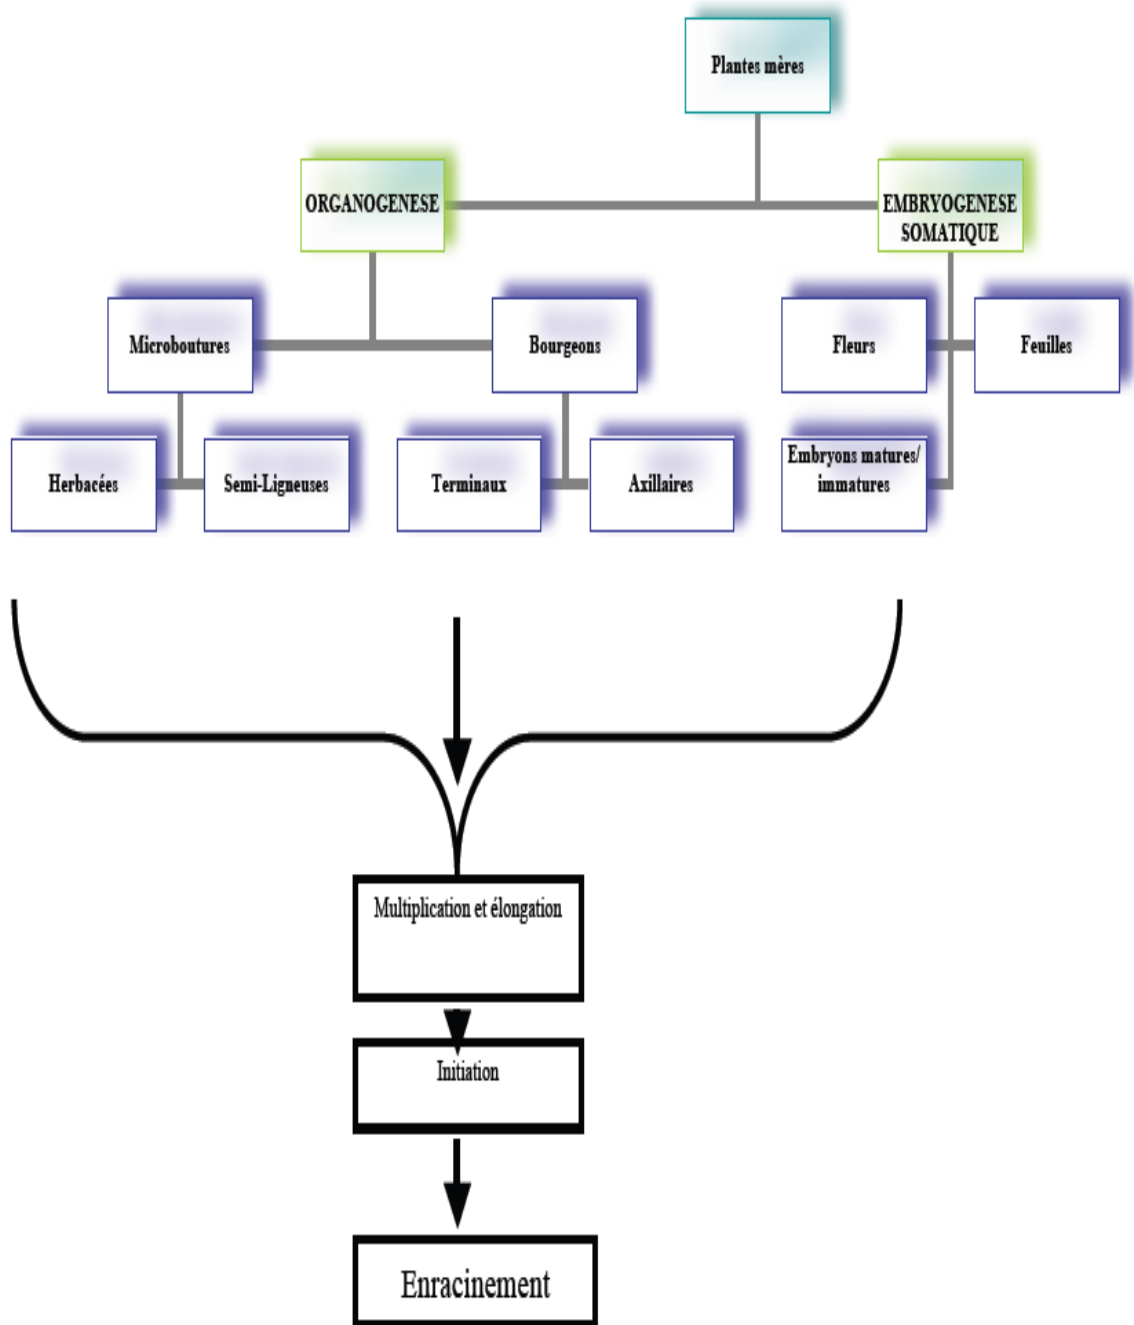 Plantes mères
ORGANOGENESE
EMBRYOGENESE
SOMATIQUE
Microboutures
Bourgeons
Fleurs
Feuilles
Herbacées
Semi-Ligneuses
Terminaux
Axillaires
Embryons matures/
immatures
Multiplication et élongation
Initiation
Enracinement